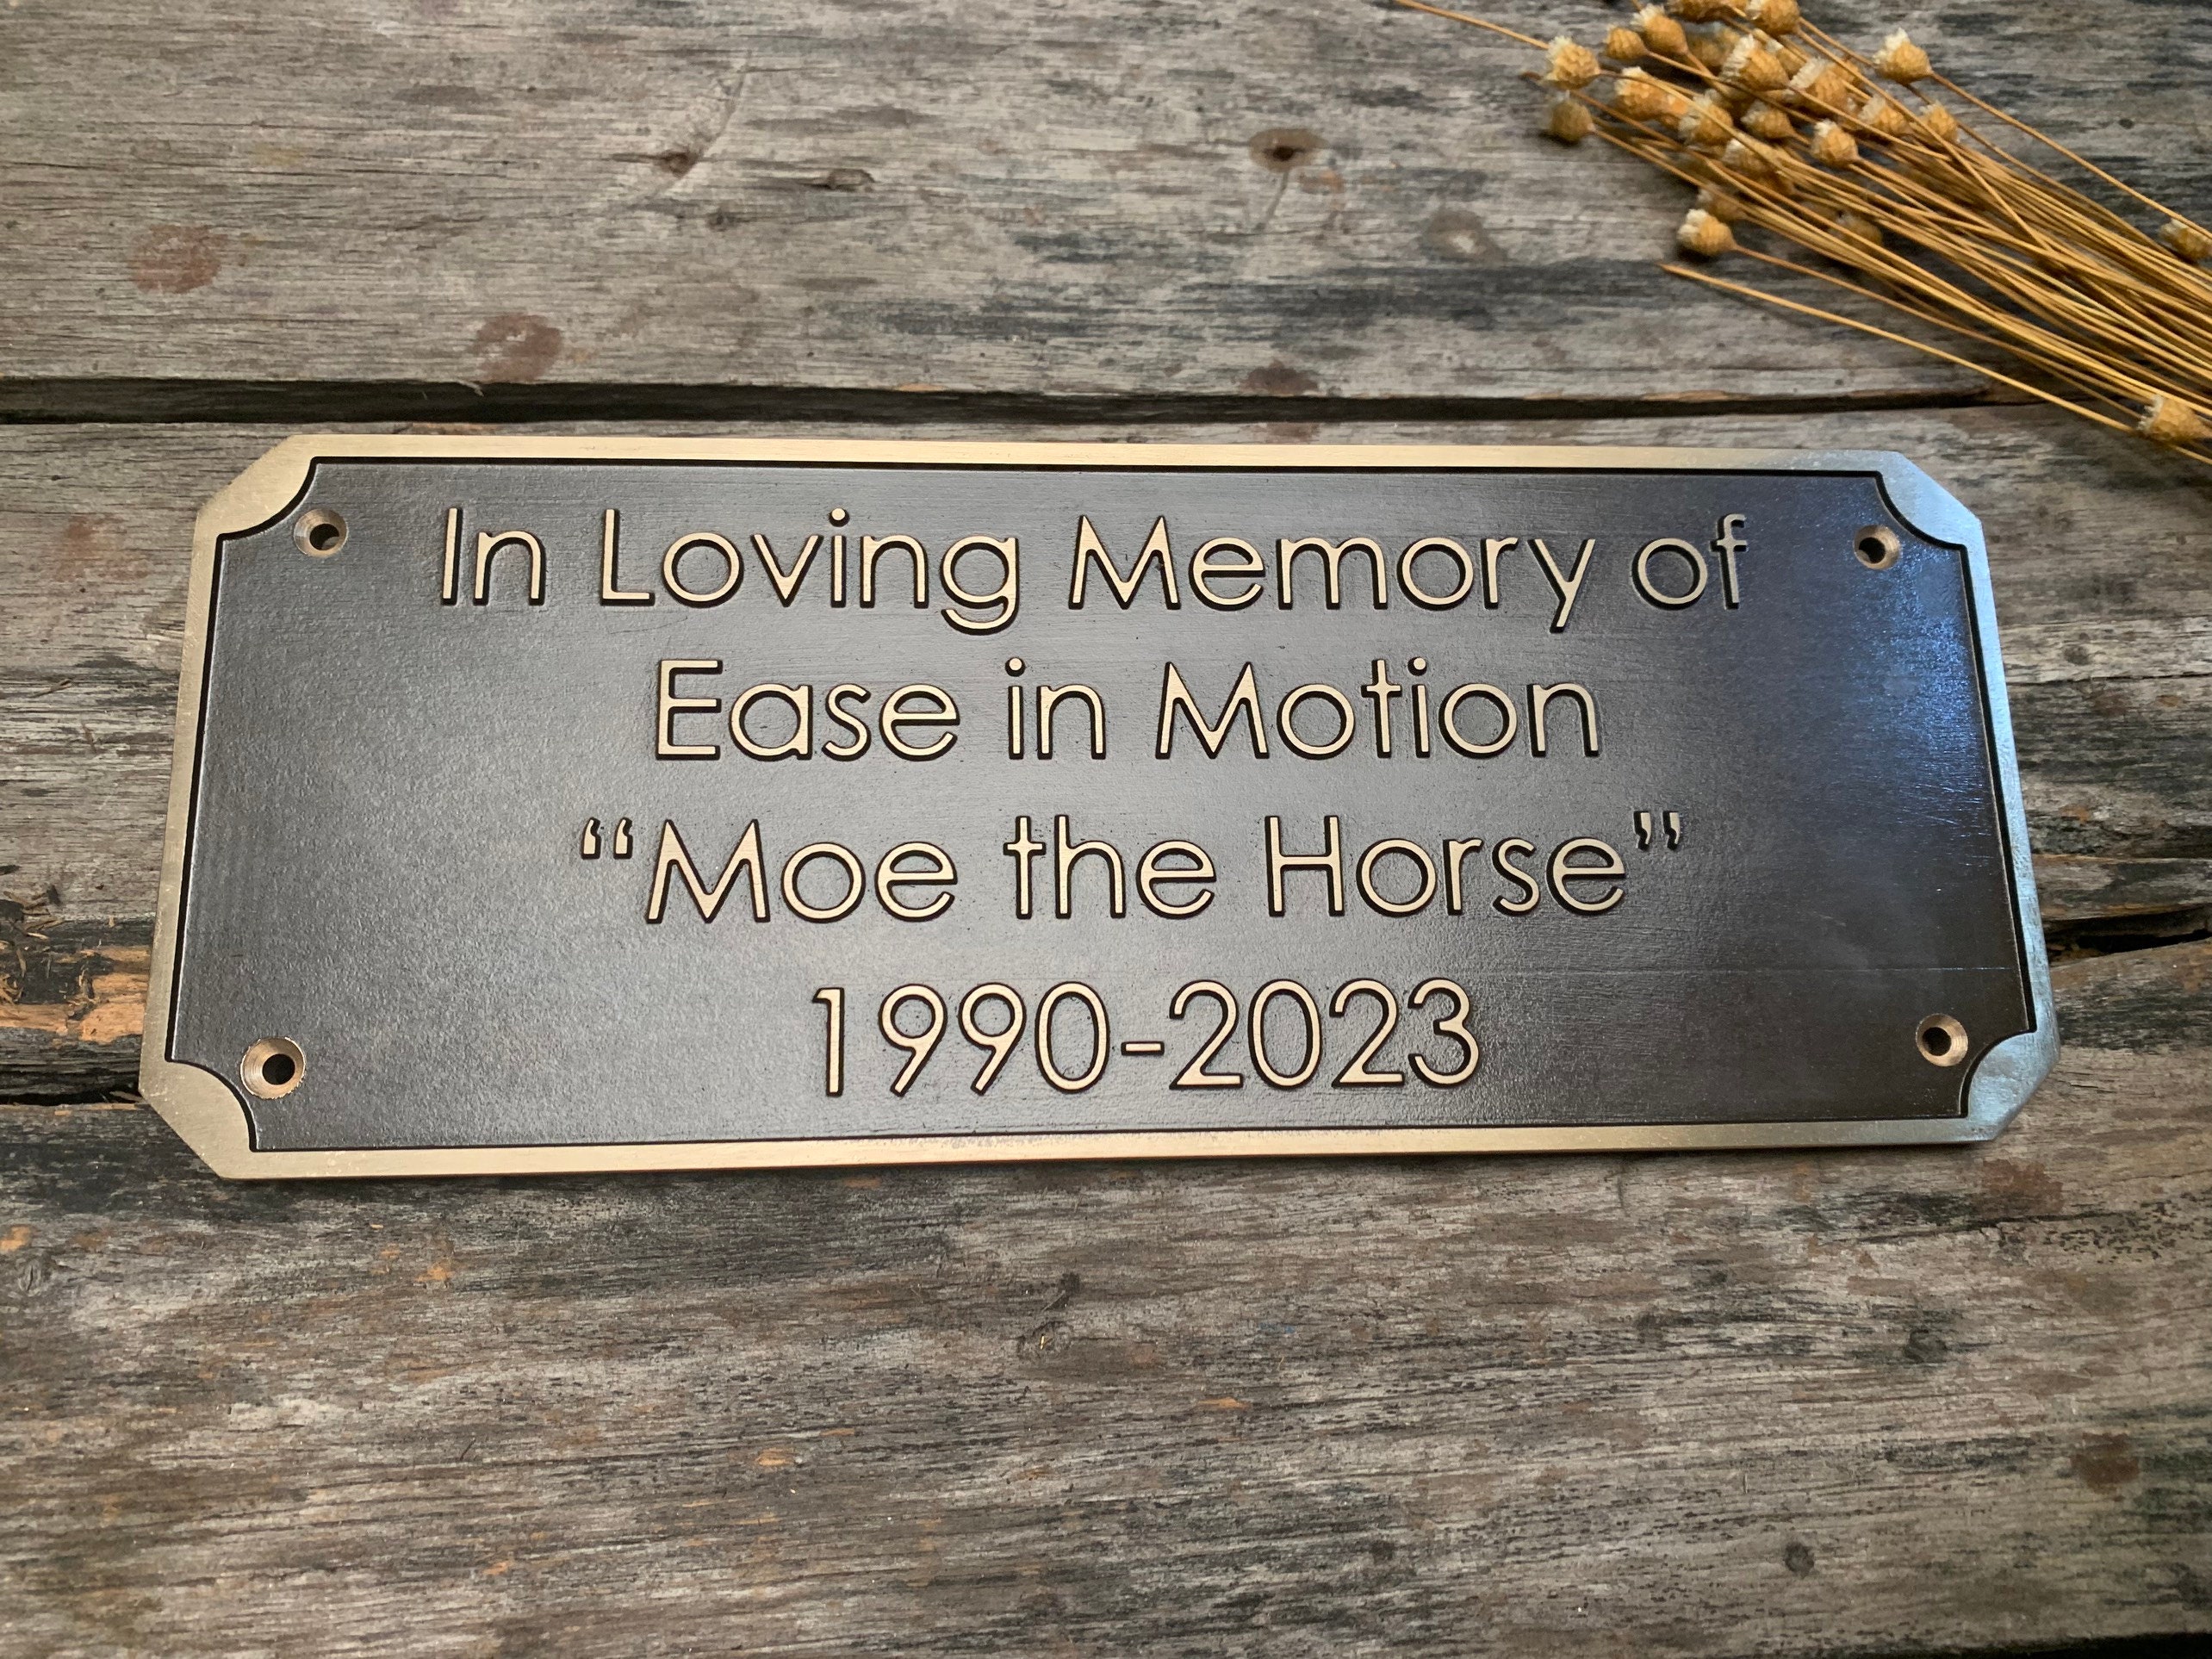 In Loving Memory of
Ease in Motion
“Moe the Horse”
1990-2023